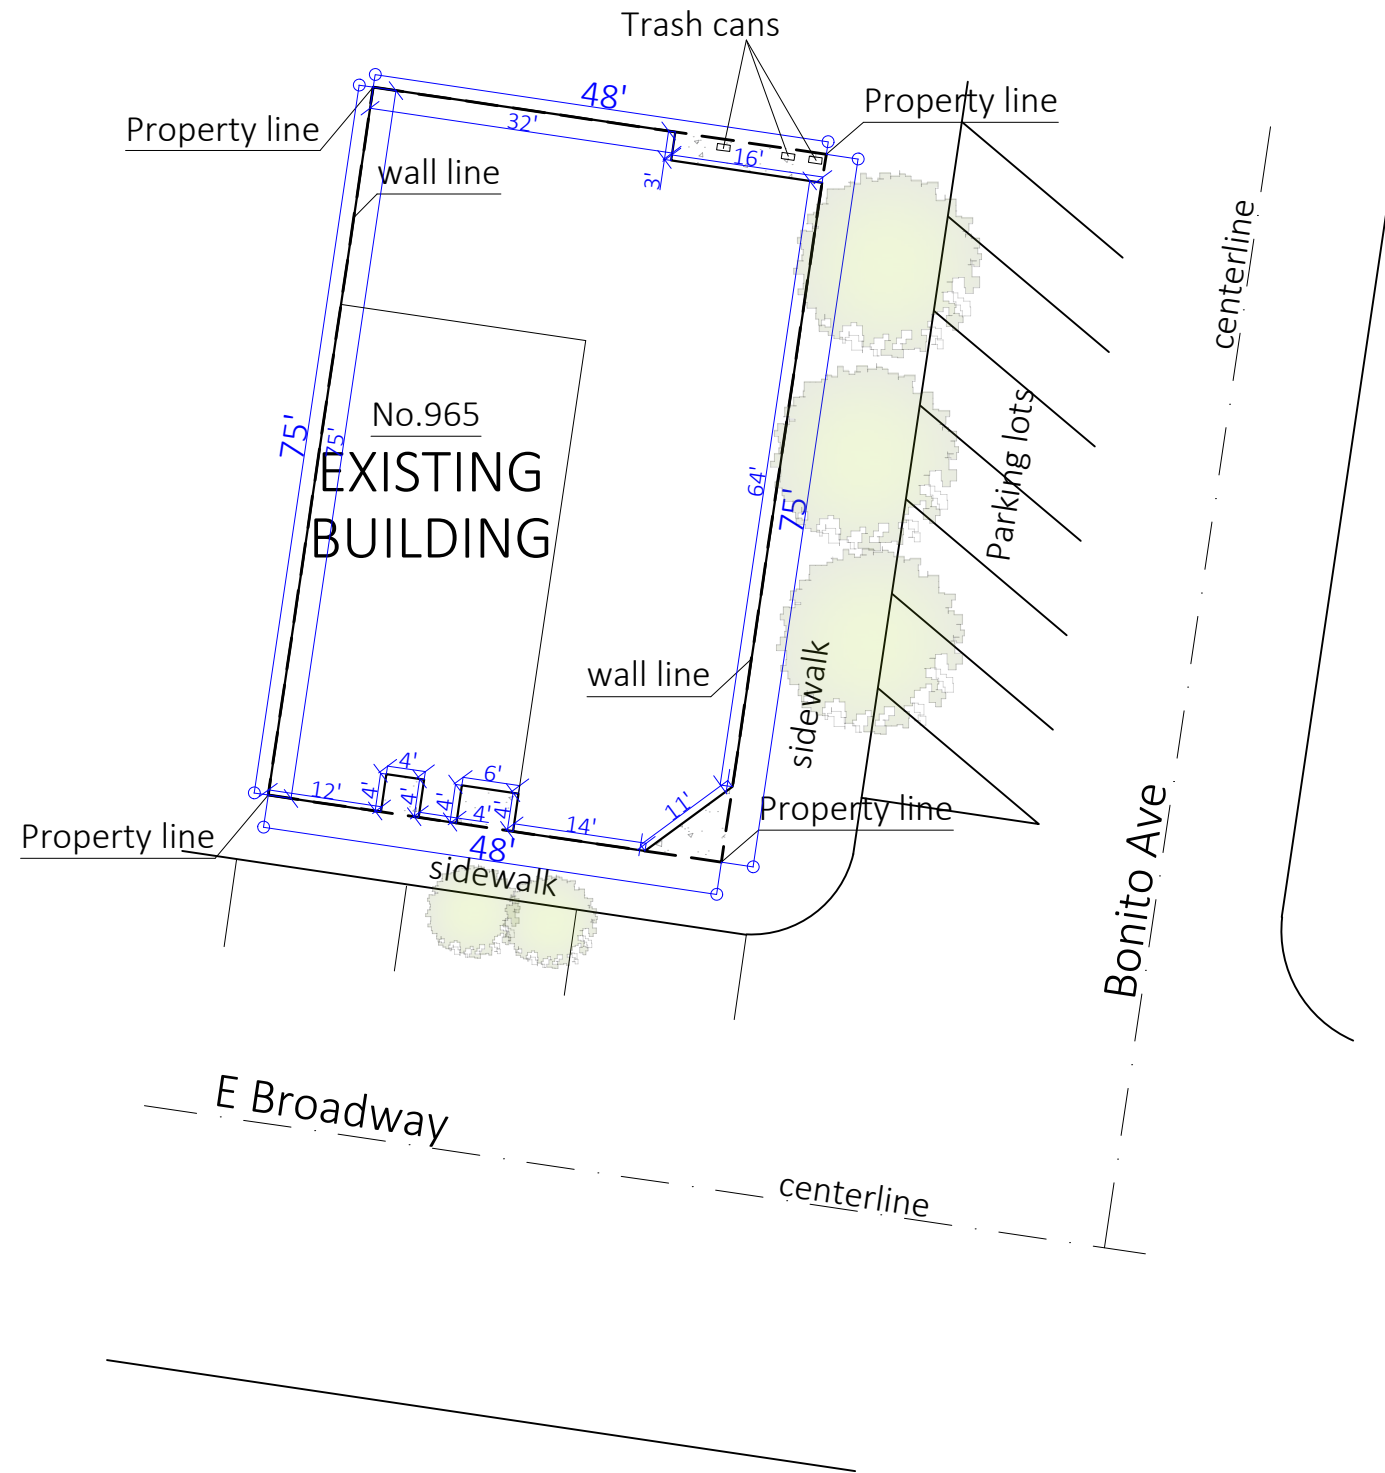 Trash cans
48'
Property line
Property line
32'
16'
3'
wall line
centerline
No.965
75'
75'
EXISTING
BUILDING
64'
75'
Parking lots
wall line
sidewalk
4'
6'
12'
4'
4'
4'
4'
4'
11'
14'
Property line
Property line
48'
sidewalk
Bonito Ave
E Broadway
centerline